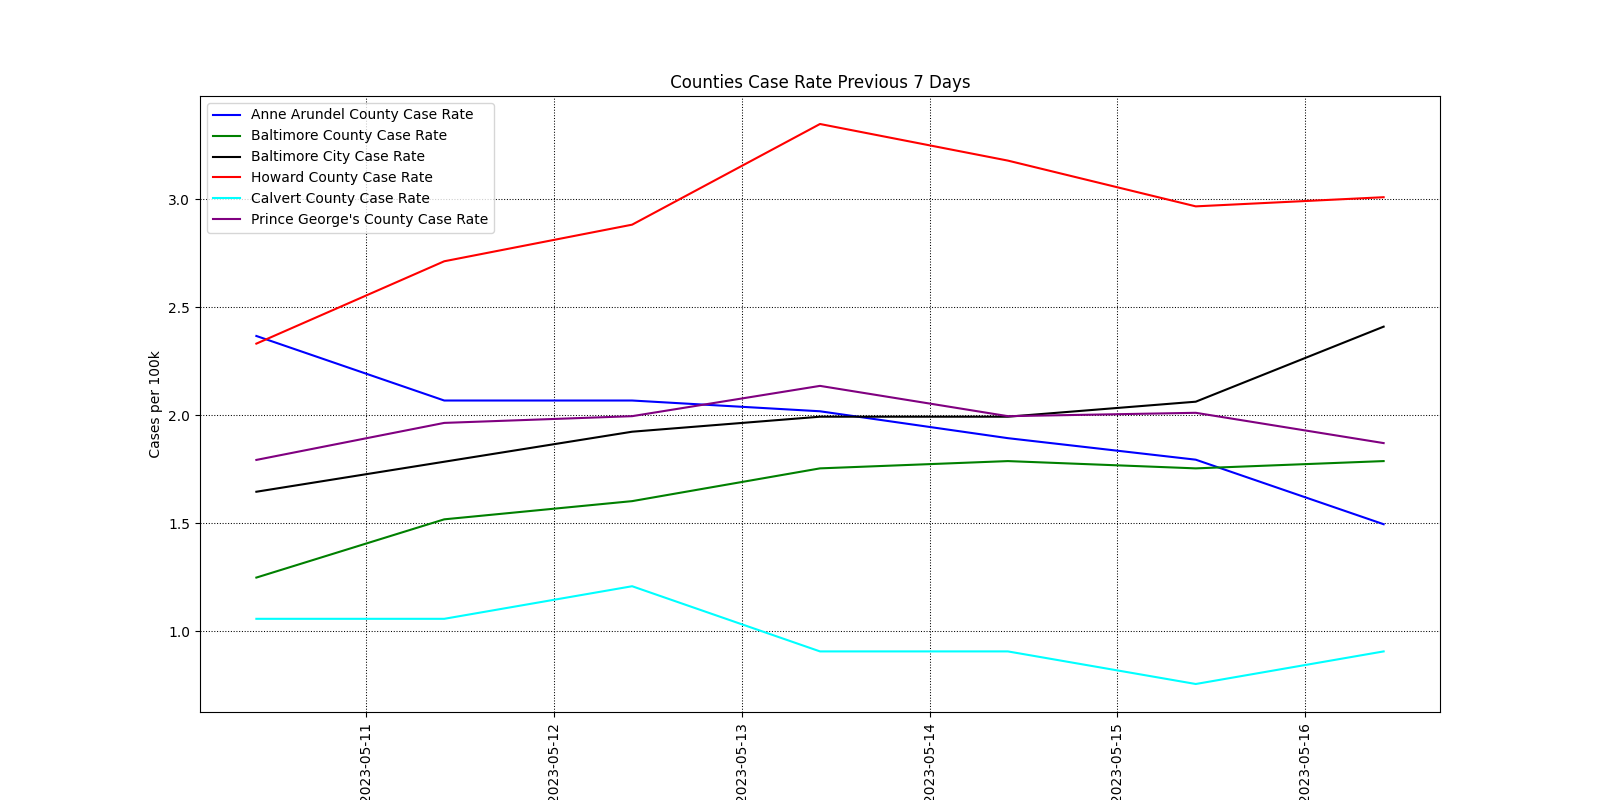 Counties Case Rate Previous 7 Days
Anne Arundel County Case Rate
Baltimore County Case Rate
Baltimore City Case Rate
Howard County Case Rate
Calvert County Case Rate
Prince George's County Case Rate
Cases per 100k
3.0
2.5
2.0
1.5
1.0
2023-05-11
2023-05-12
2023-05-13
2023-05-14
2023-05-15
2023-05-16